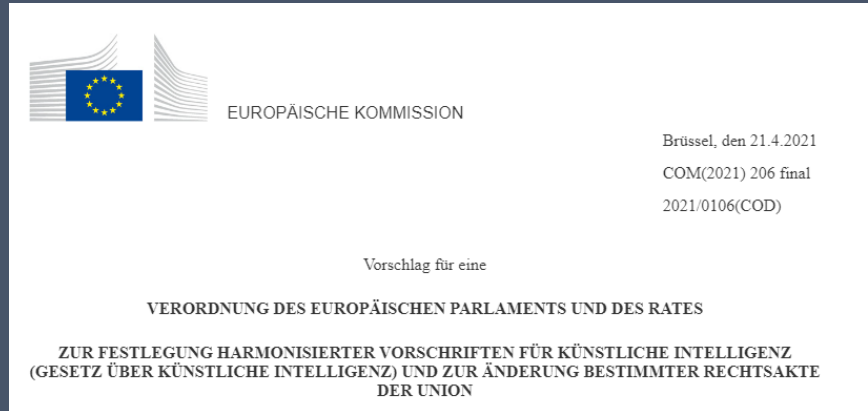 EUROPÄISCHE KOMMISSION
Brüssel, den 21.4.2021
COM(2021) 206 final
2021/0106(COD)
Vorschlag für eine
VERORDNUNG DES EUROPÄISCHEN PARLAMENTS UND DES RATES
ZUR FESTLEGUNG HARMONISIERTER VORSCHRIFTEN FÜR KÜNSTLICHE INTELLIGENZ
(GESETZ ÜBER KÜNSTLICHE INTELLIGENZ) UND ZUR ÄNDERUNG BESTIMMTER RECHTSAKTE
DER UNION